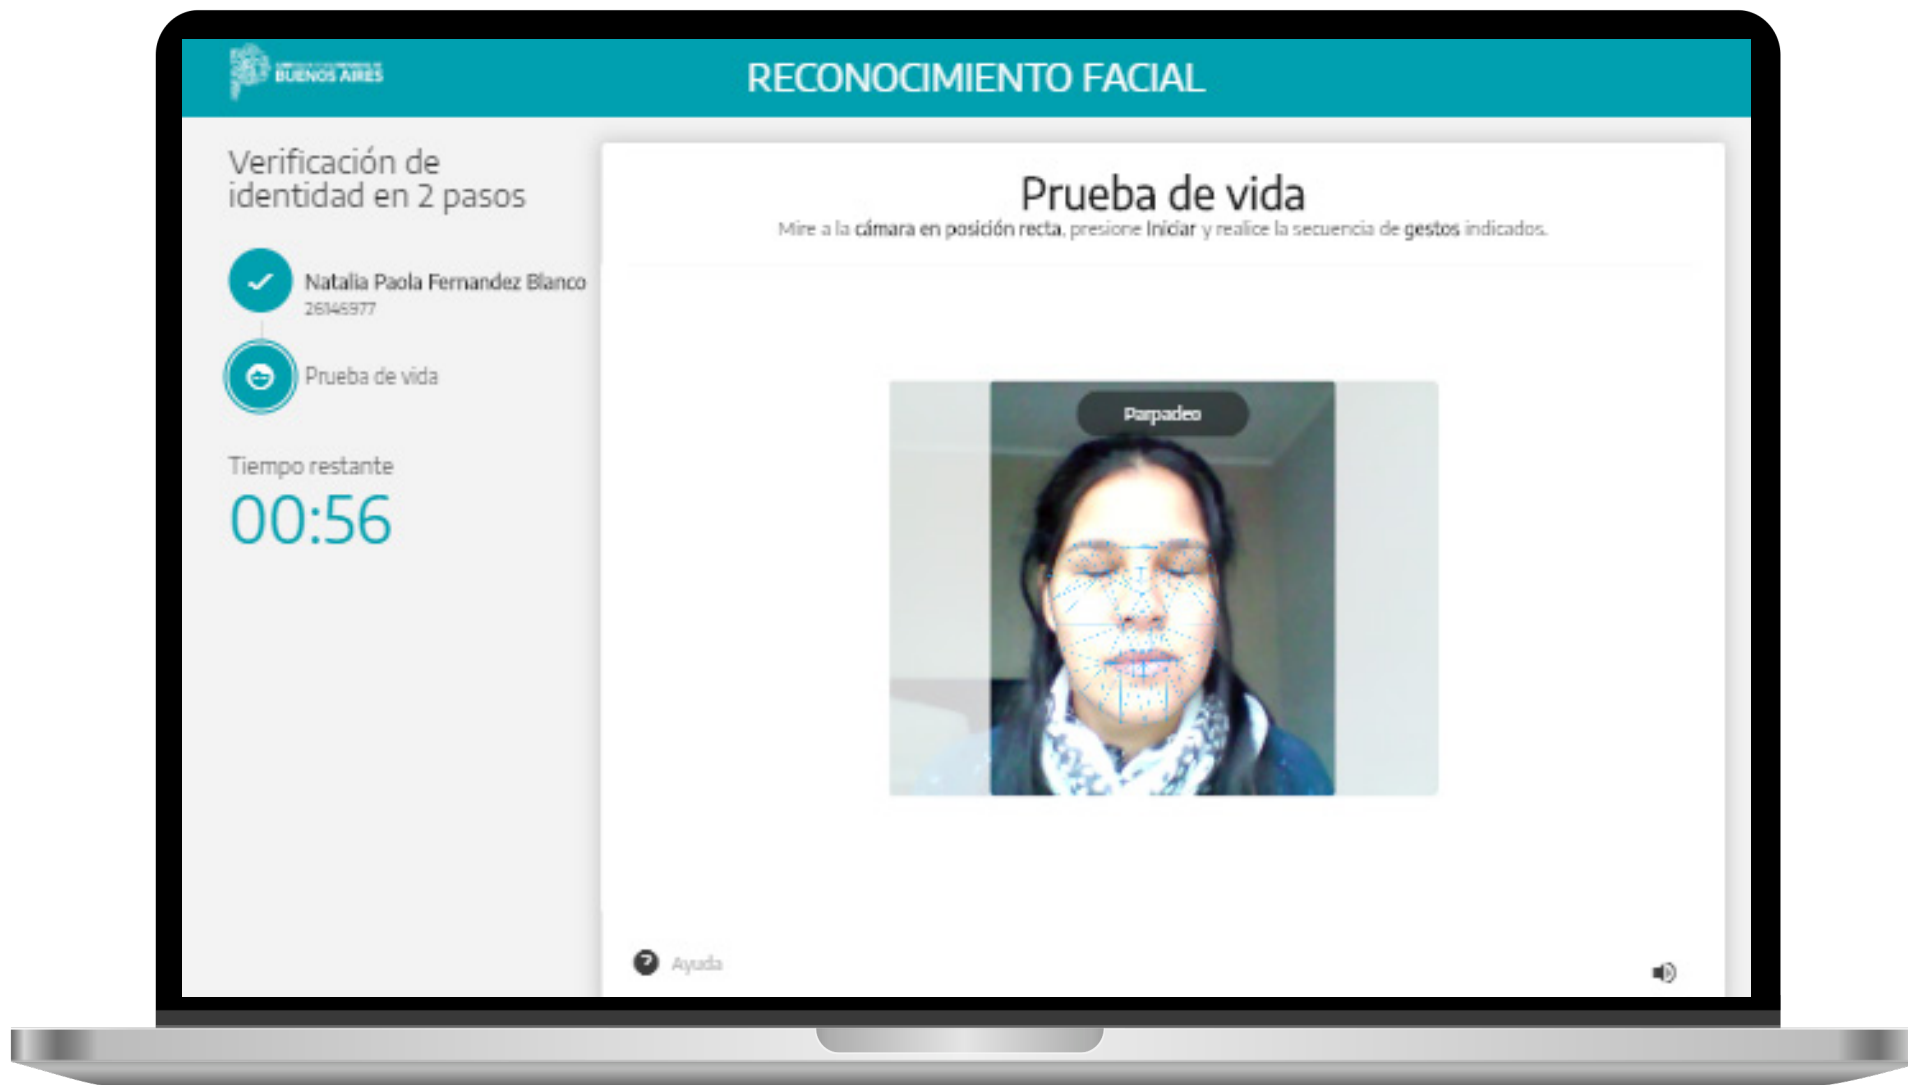 BUENOS AIRES
RECONOCIMIENTO FACIAL
Verificación de
identidad en 2 pasos
Natalia Paola Fernandez Blanco
26145977
Prueba de vida
Tiempo restante
00:56
Prueba de vida
Mire a la cámara en posición recta, presione Iniciar y realice la secuencia de gestos indicados.
Parpadeo
Ayuda